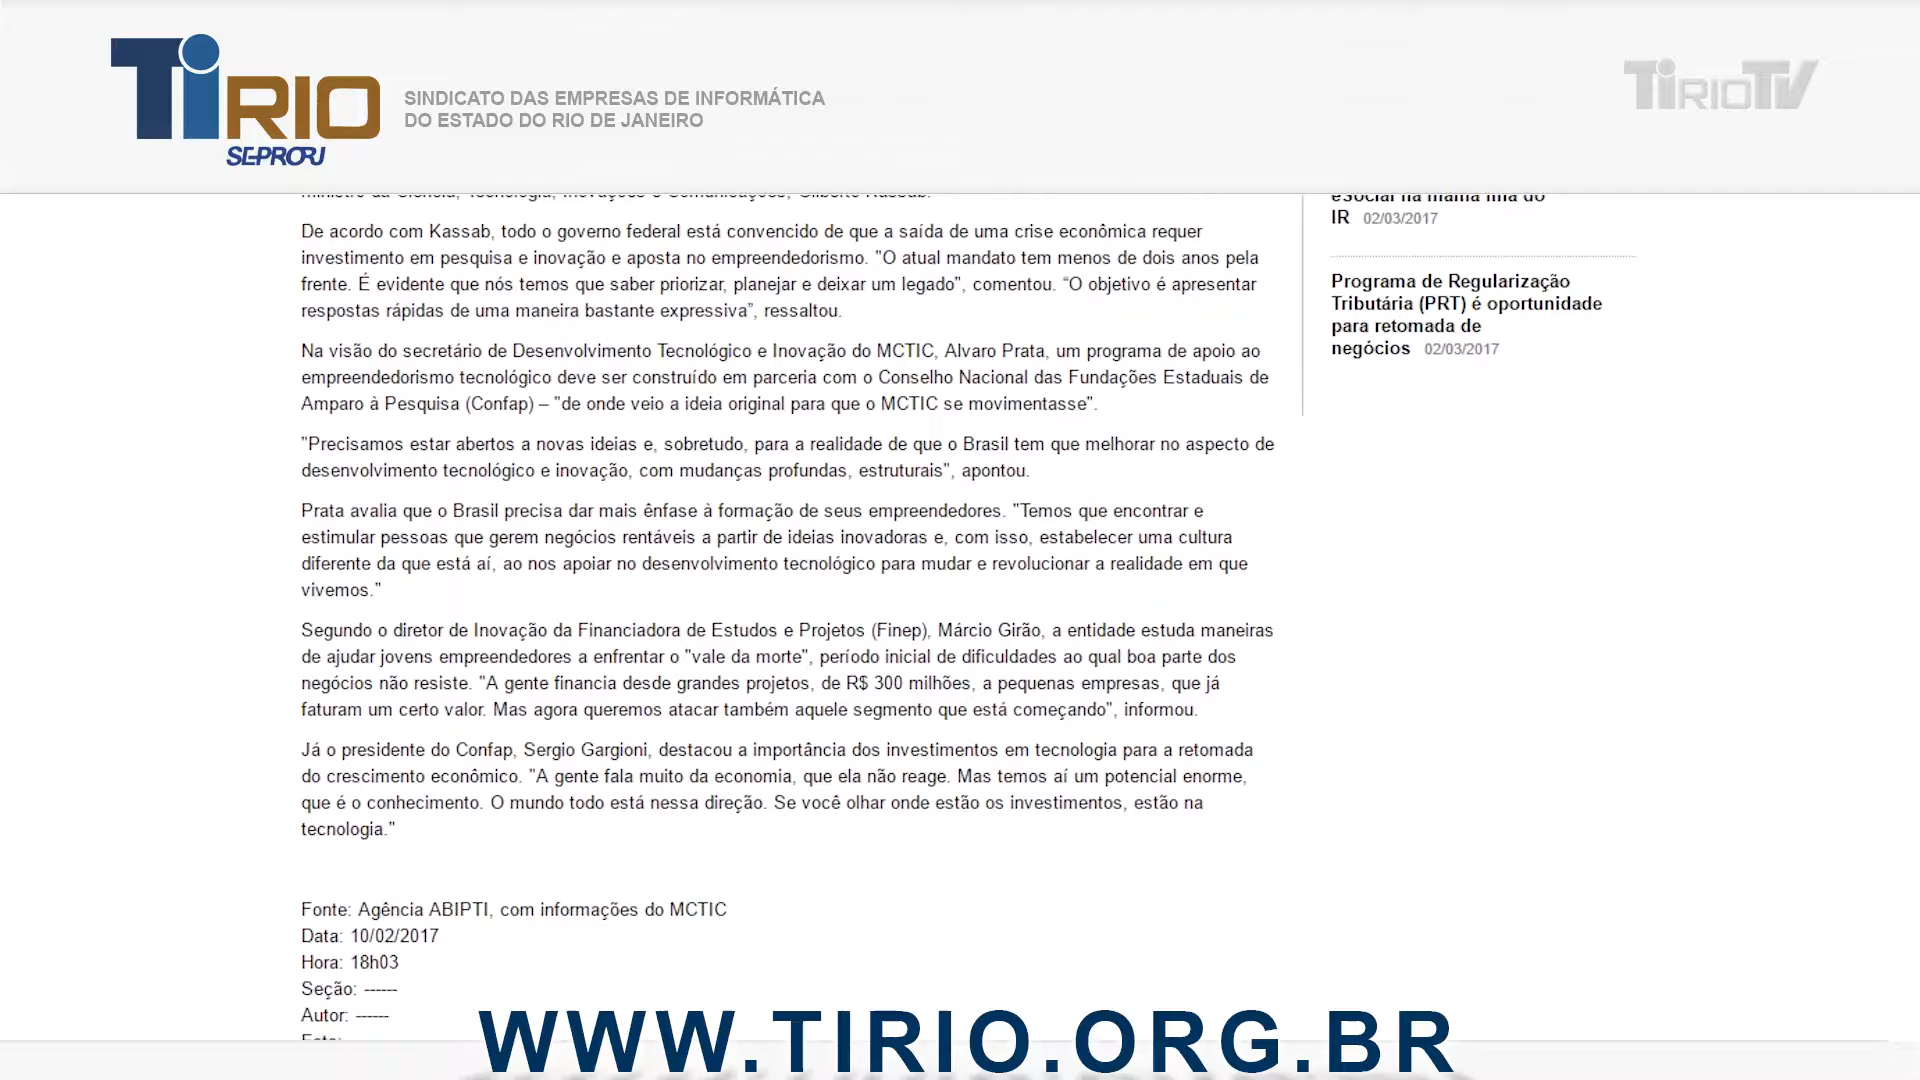 TiRIO
SEPRORJ
SINDICATO DAS EMPRESAS DE INFORMÁTICA
DO ESTADO DO RIO DE JANEIRO
TiRIOTV
ministro da Ciência, Tecnologia, Inovações e Comunicações, Gilberto Kassab.
De acordo com Kassab, todo o governo federal está convencido de que a saída de uma crise econômica requer
investimento em pesquisa e inovação e aposta no empreendedorismo. "O atual mandato tem menos de dois anos pela
frente. É evidente que nós temos que saber priorizar, planejar e deixar um legado", comentou. “O objetivo é apresentar
respostas rápidas de uma maneira bastante expressiva”, ressaltou.
Na visão do secretário de Desenvolvimento Tecnológico e Inovação do MCTIC, Alvaro Prata, um programa de apoio ao
empreendedorismo tecnológico deve ser construído em parceria com o Conselho Nacional das Fundações Estaduais de
Amparo à Pesquisa (Confap) – "de onde veio a ideia original para que o MCTIC se movimentasse".
"Precisamos estar abertos a novas ideias e, sobretudo, para a realidade de que o Brasil tem que melhorar no aspecto de
desenvolvimento tecnológico e inovação, com mudanças profundas, estruturais", apontou.
Prata avalia que o Brasil precisa dar mais ênfase à formação de seus empreendedores. "Temos que encontrar e
estimular pessoas que gerem negócios rentáveis a partir de ideias inovadoras e, com isso, estabelecer uma cultura
diferente da que está aí, ao nos apoiar no desenvolvimento tecnológico para mudar e revolucionar a realidade em que
vivemos."
Segundo o diretor de Inovação da Financiadora de Estudos e Projetos (Finep), Márcio Girão, a entidade estuda maneiras
de ajudar jovens empreendedores a enfrentar o "vale da morte", período inicial de dificuldades ao qual boa parte dos
negócios não resiste. "A gente financia desde grandes projetos, de R$ 300 milhões, a pequenas empresas, que já
faturam um certo valor. Mas agora queremos atacar também aquele segmento que está começando", informou.
Já o presidente do Confap, Sergio Gargioni, destacou a importância dos investimentos em tecnologia para a retomada
do crescimento econômico. "A gente fala muito da economia, que ela não reage. Mas temos aí um potencial enorme,
que é o conhecimento. O mundo todo está nessa direção. Se você olhar onde estão os investimentos, estão na
tecnologia."
Fonte: Agência ABIPTI, com informações do MCTIC
Data: 10/02/2017
Hora: 18h03
Seção: ------
Autor: ------
eSocial na malha fina do
IR 02/03/2017
Programa de Regularização
Tributária (PRT) é oportunidade
para retomada de
negócios 02/03/2017
WWW.TIRIO.ORG.BR